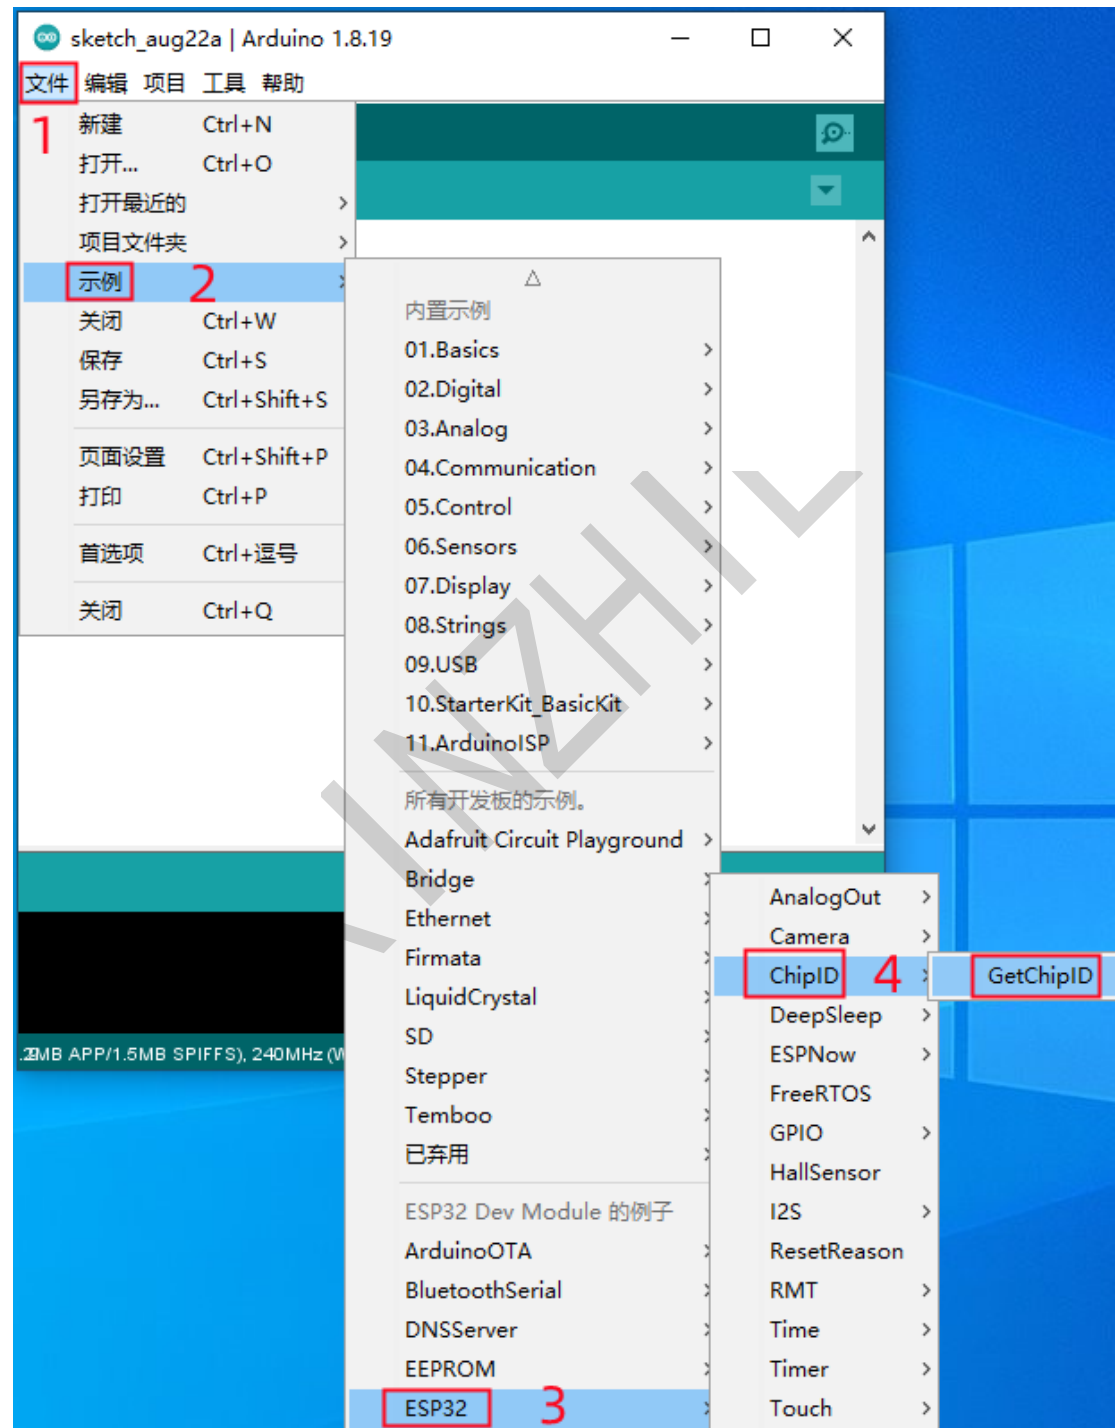 sketch_aug22a | Arduino 1.8.19
文件 编辑 项目 工具 帮助
1
新建 Ctrl+N
打开... Ctrl+O
打开最近的
项目文件夹
示例 2
关闭 Ctrl+W
保存 Ctrl+S
另存为... Ctrl+Shift+S
页面设置 Ctrl+Shift+P
打印 Ctrl+P
首选项 Ctrl+逗号
关闭 Ctrl+Q
内置示例
01.Basics
02.Digital
03.Analog
04.Communication
05.Control
06.Sensors
07.Display
08.Strings
09.USB
10.StarterKit_BasicKit
11.ArduinoISP
所有开发板的示例。
Adafruit Circuit Playground
Bridge
Ethernet
Firmata
LiquidCrystal
SD
Stepper
Temboo
已弃用
ESP32 Dev Module 的例子
ArduinoOTA
BluetoothSerial
DNSServer
EEPROM
ESP32 3
AnalogOut
Camera
ChipID 4
GetChipID
DeepSleep
ESPNow
FreeRTOS
GPIO
HallSensor
I2S
ResetReason
RMT
Time
Timer
Touch
MB APP/1.5MB SPIFFS), 240MHz (W